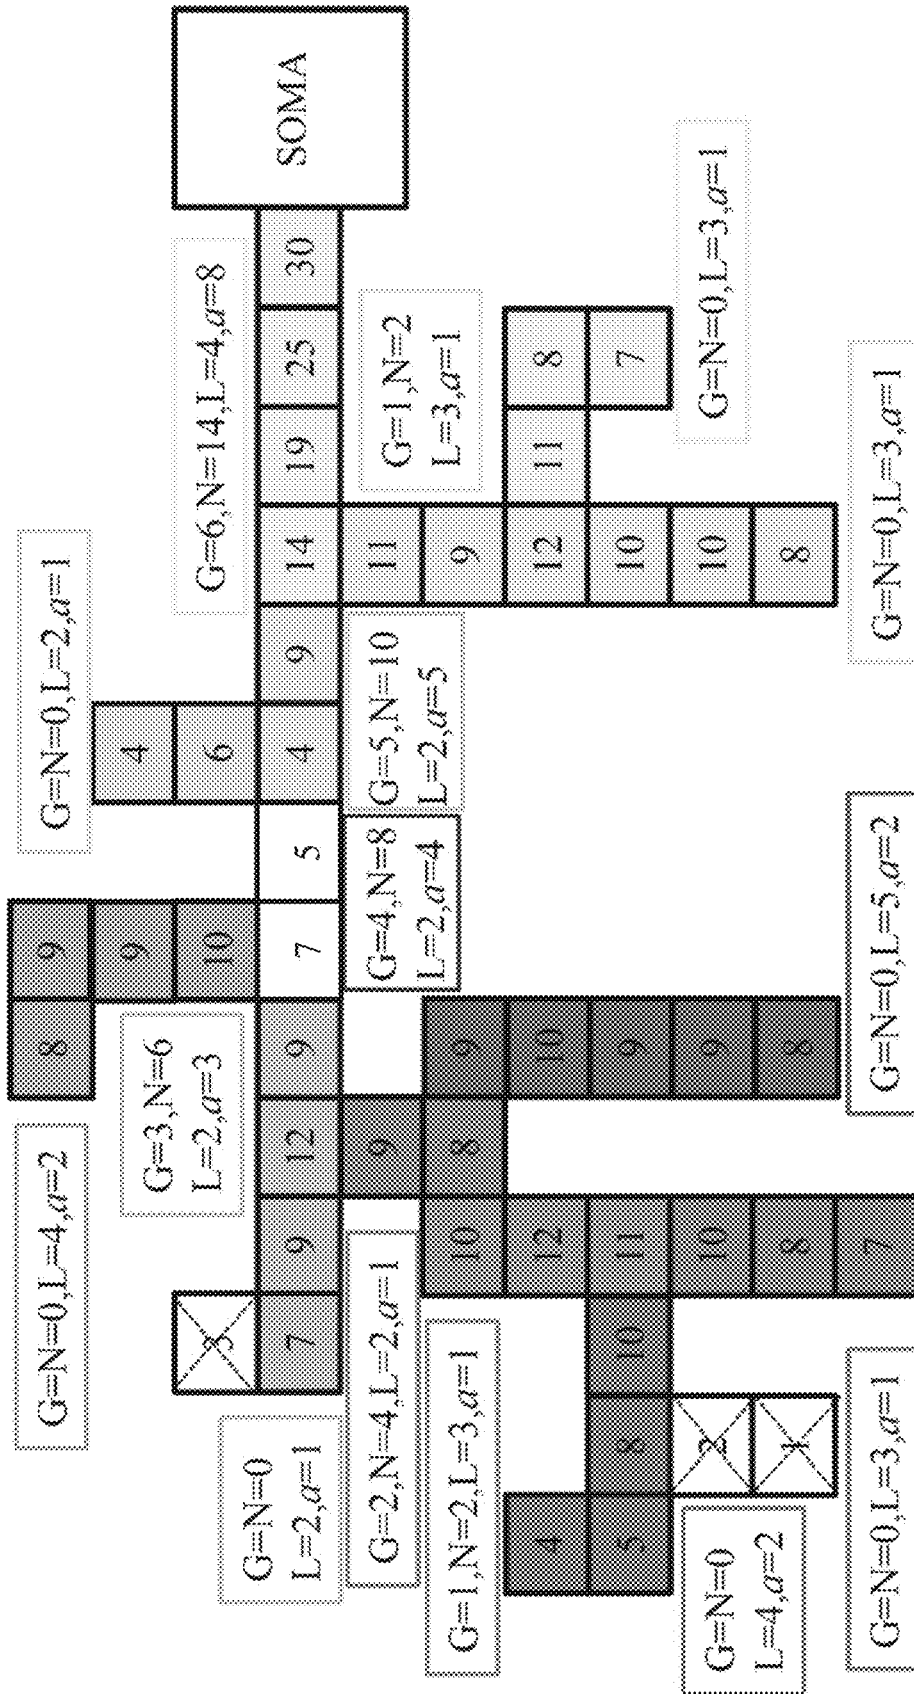 G=N=0,L=4,a=2
8 9
G=N=0,L=2,a=1
9
4
G=3,N=6
L=2,a=3
3
10
6
G=6,N=14,L=4,a=8
G=N=0
L=2,a=1
7 9 12 9 7 5 4 9 14 19 25 30
SOMA
G=2,N=4,L=2,a=1
9
G=4,N=8
L=2,a=4
G=5,N=10
L=2,a=5
11
G=1,N=2
L=3,a=1
G=1,N=2,L=3,a=1
10 8 9
9
4
12
10
12 11 8
5 8 10 11
9
10
7
G=N=0
L=4,a=2
2
10
9
10
G=N=0,L=3,a=1
1
8
8
8
G=N=0,L=3,a=1
7
G=N=0,L=5,a=2
G=N=0,L=3,a=1